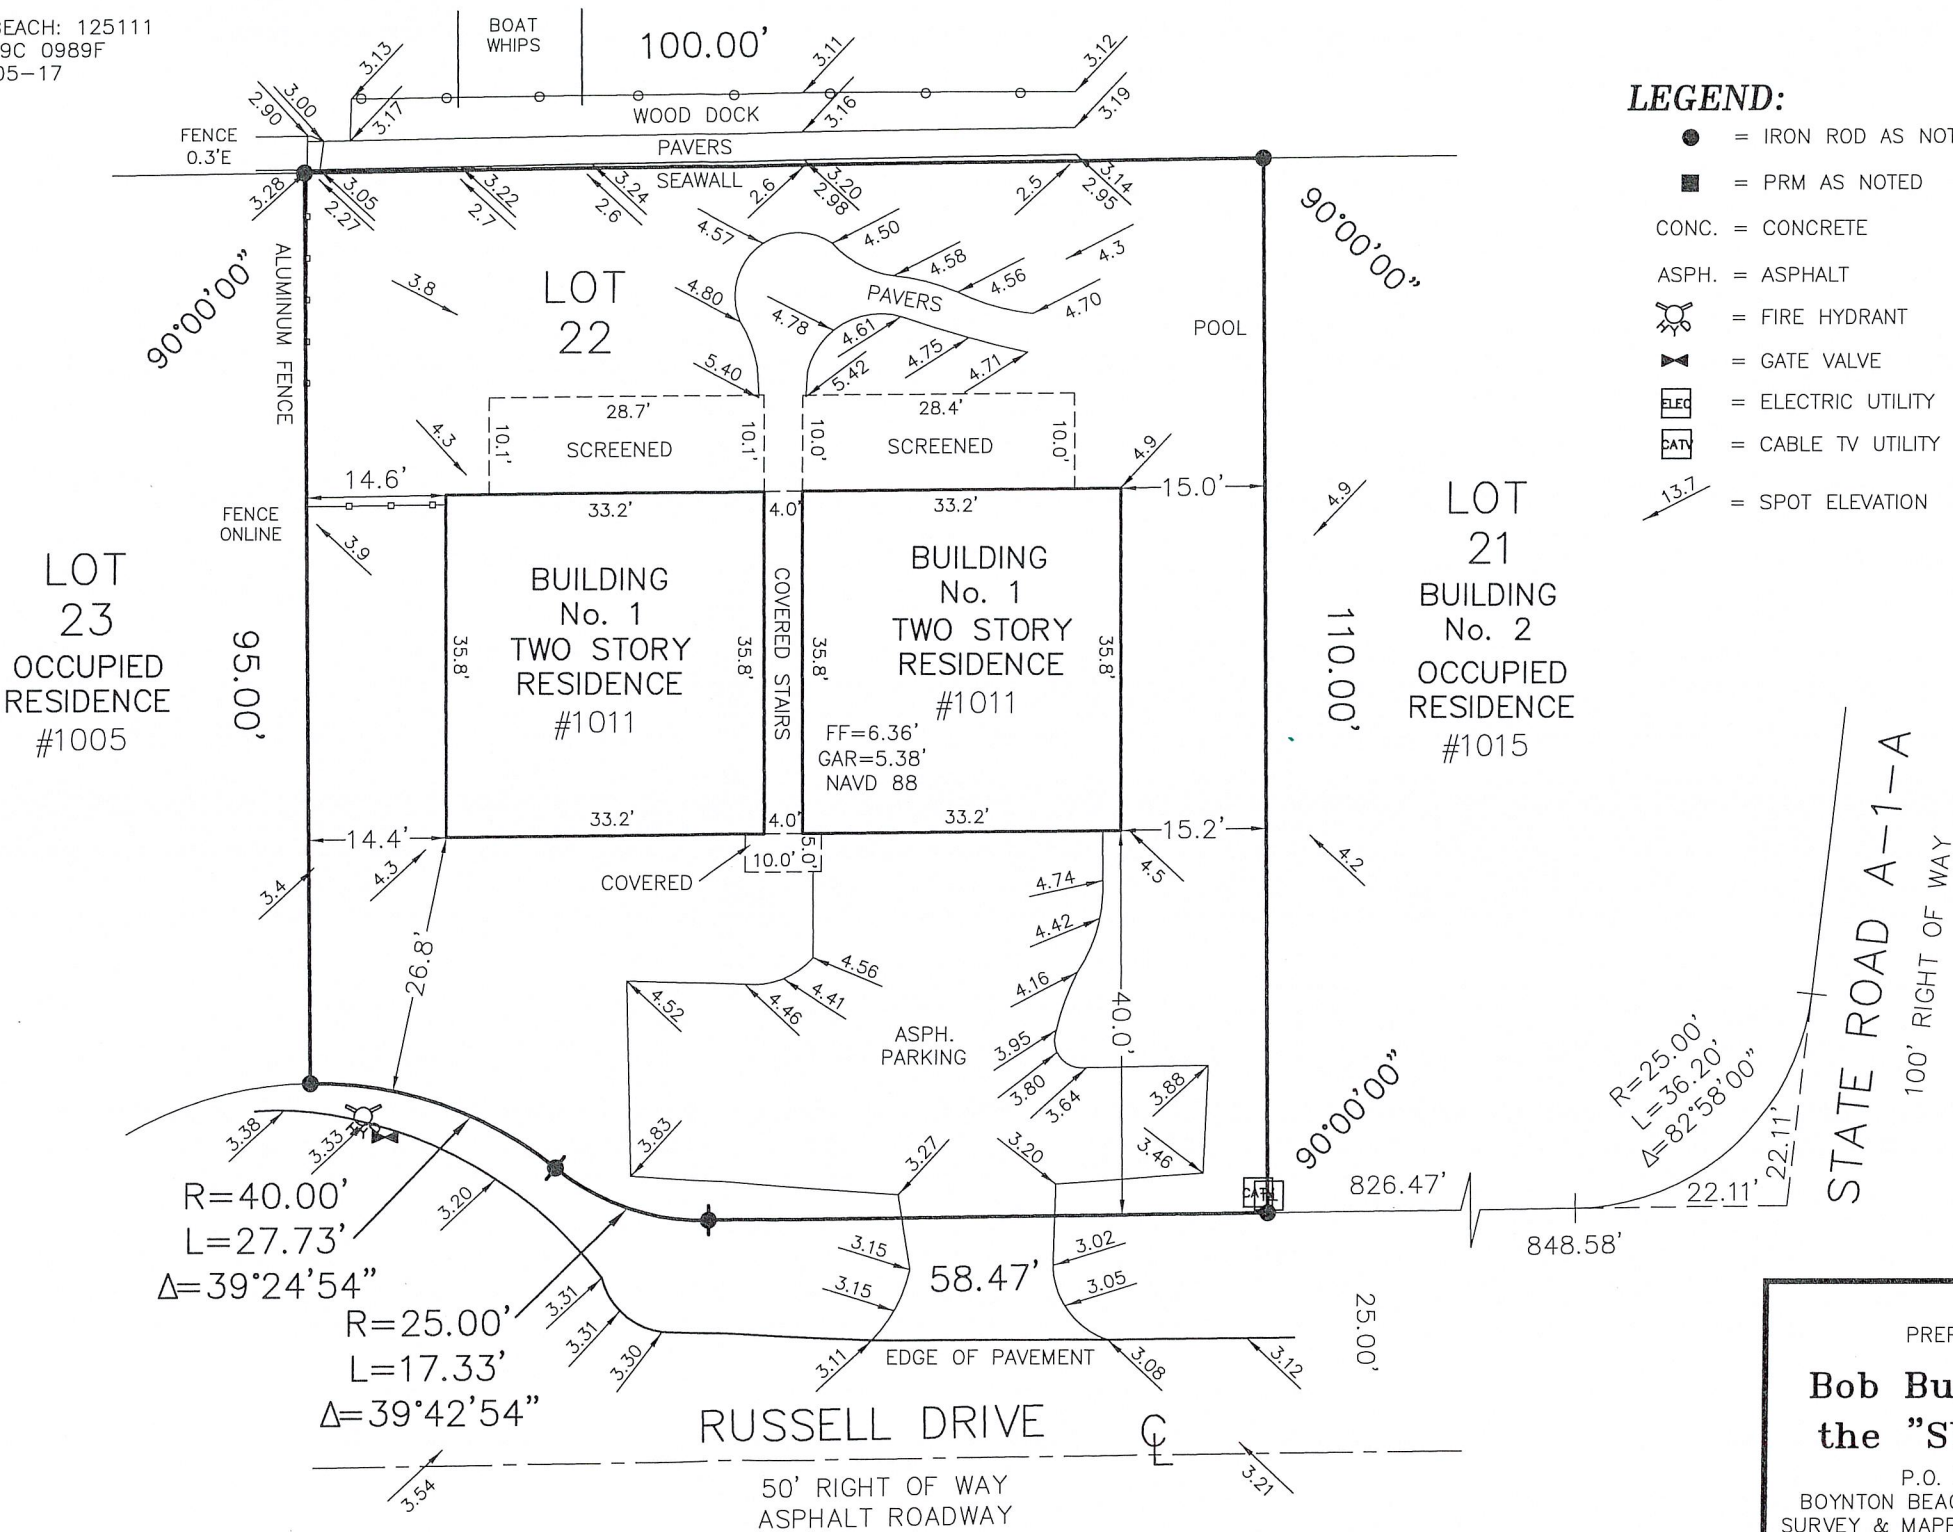 BEACH: 125111
9C 0989F
05-17
BOAT
WHIPS
100.00'
3.13
3.11
3.12
3.00
2.90
3.17
3.16
3.19
WOOD DOCK
FENCE
0.3'E
PAVERS
SEAWALL
3.28
3.05
2.27
3.22
2.7
3.24
2.6
2.6
3.20
2.98
2.5
3.14
2.95
90°00'00"
90°00'00"
ALUMINUM FENCE
3.8
LOT
22
4.57
4.50
4.58
4.56
4.3
4.70
4.80
PAVERS
4.78
4.61
4.75
4.71
5.40
5.42
POOL
28.7'
SCREENED
10.1'
10.1'
10.0'
28.4'
SCREENED
10.0'
4.3
4.9
14.6'
15.0'
33.2'
4.0'
33.2'
FENCE
ONLINE
3.9
4.9
LOT
23
OCCUPIED
RESIDENCE
#1005
95.00'
BUILDING
No. 1
TWO STORY
RESIDENCE
#1011
35.8'
35.8'
COVERED STAIRS
35.8'
BUILDING
No. 1
TWO STORY
RESIDENCE
#1011
35.8'
FF=6.36'
GAR=5.38'
NAVD 88
110.00'
LOT
21
BUILDING
No. 2
OCCUPIED
RESIDENCE
#1015
33.2'
4.0'
33.2'
14.4'
15.2'
10.0'
5.0'
COVERED
3.4
4.3
4.5
4.2
26.8'
4.74
4.42
4.16
3.95
3.80
3.64
3.88
3.46
40.0'
4.56
4.41
4.46
4.52
ASPH.
PARKING
3.83
3.27
3.20
90°00'00"
CATV
3.38
3.33
HYD
3.20
R=40.00'
L=27.73'
Δ=39°24'54"
R=25.00'
L=17.33'
Δ=39°42'54"
3.31
3.31
3.30
3.15
3.15
3.11
58.47'
3.02
3.05
3.08
3.12
EDGE OF PAVEMENT
25.00'
826.47'
848.58'
22.11'
22.11'
R=25.00'
L=36.20'
Δ=82°58'00"
STATE ROAD A-1-A
100' RIGHT OF WAY
RUSSELL DRIVE
CL
3.54
3.21
50' RIGHT OF WAY
ASPHALT ROADWAY
LEGEND:
= IRON ROD AS NOT
= PRM AS NOTED
CONC. = CONCRETE
ASPH. = ASPHALT
HYD = FIRE HYDRANT
= GATE VALVE
ELEC = ELECTRIC UTILITY
CATV = CABLE TV UTILITY
13.7 = SPOT ELEVATION
PREP
Bob Bu
the "S
P.O.
BOYNTON BEAC
SURVEY & MAPP